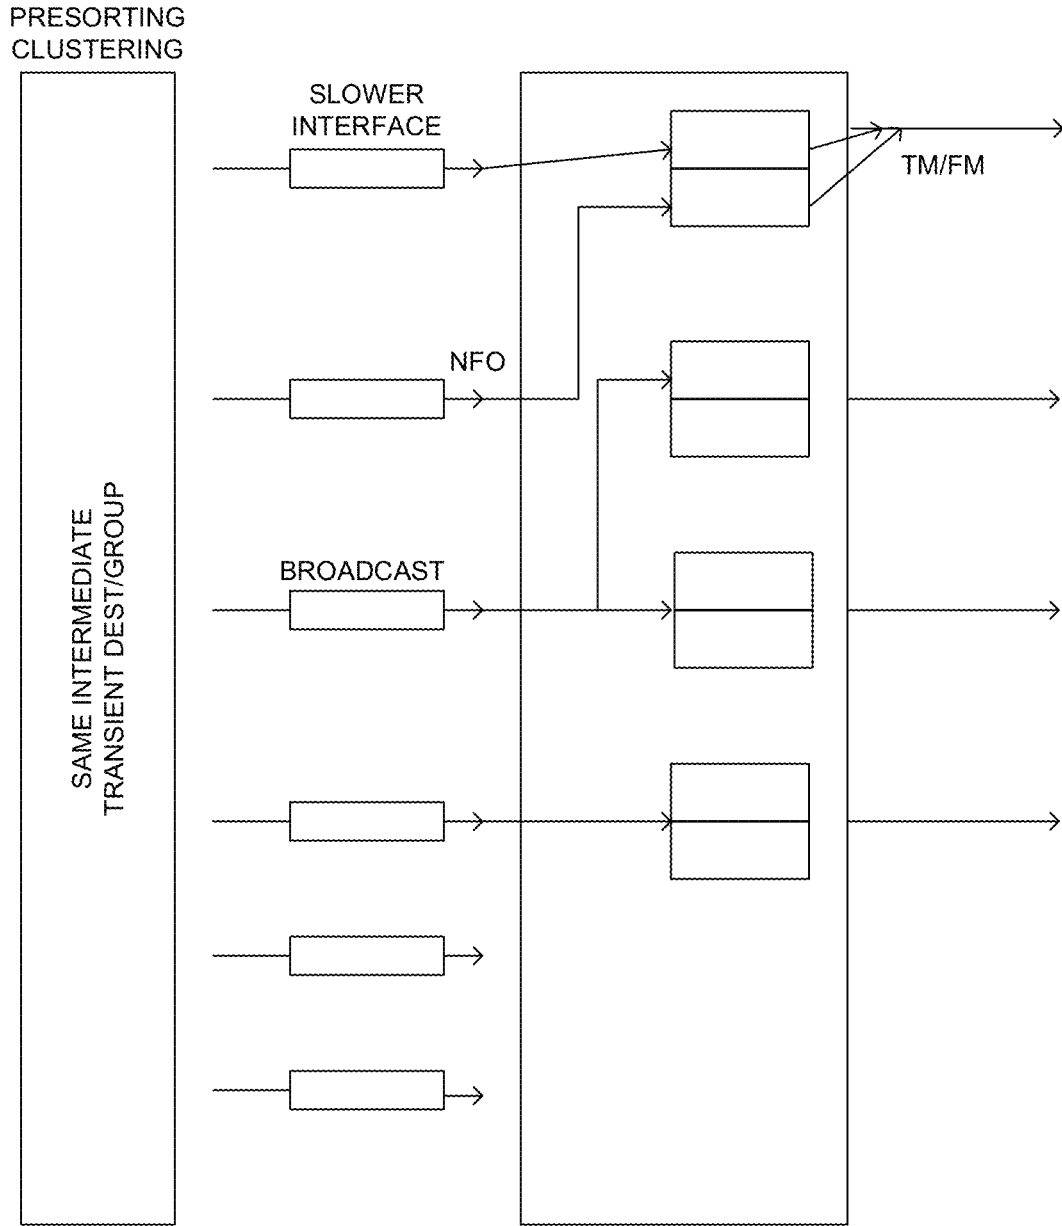 PRESORTING
CLUSTERING
SLOWER
INTERFACE
TM/FM
NFO
BROADCAST
SAME INTERMEDIATE
TRANSIENT DEST/GROUP